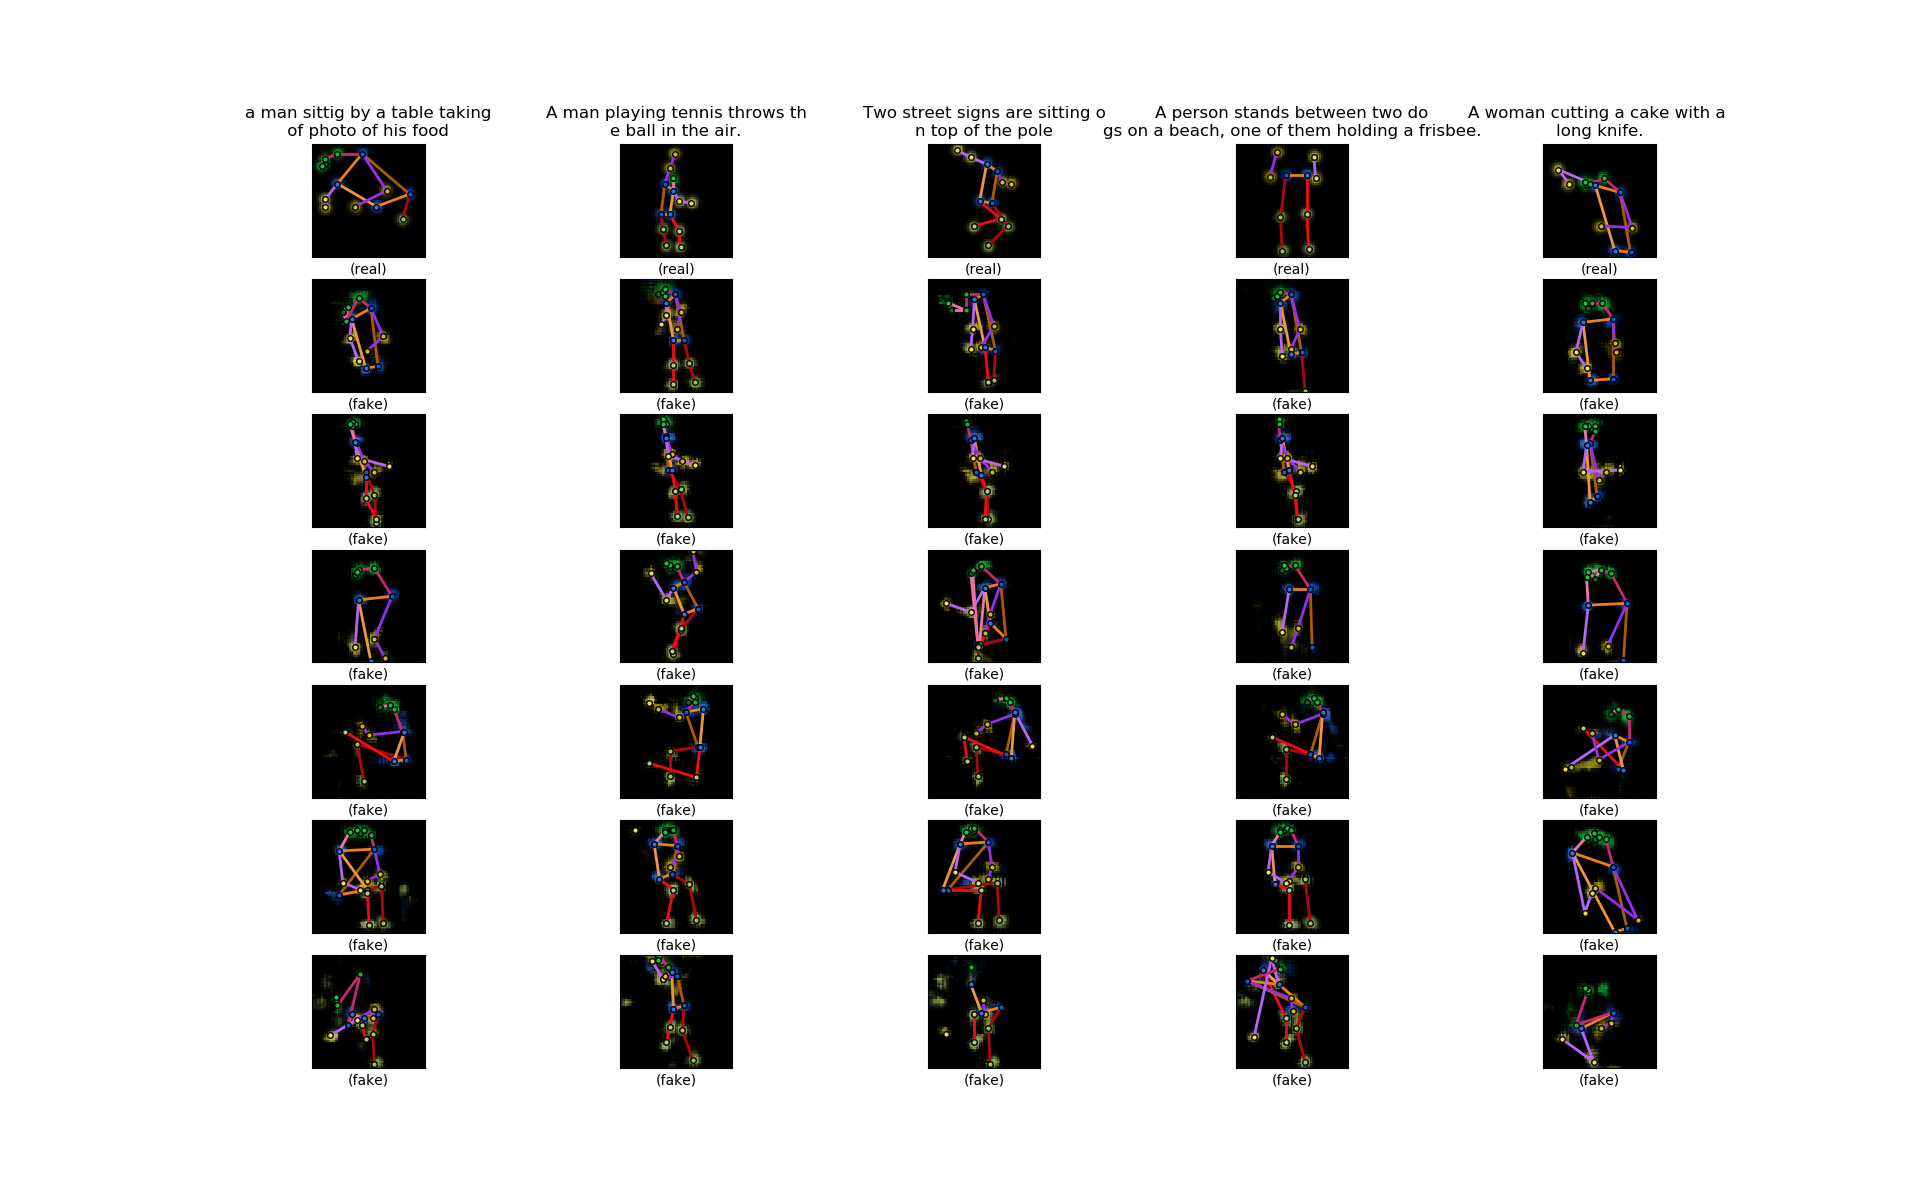 a man sittig by a table taking
of photo of his food
A man playing tennis throws th
e ball in the air.
Two street signs are sitting o
n top of the pole
A person stands between two do
gs on a beach, one of them holding a frisbee.
A woman cutting a cake with a
long knife.
(real) (real) (real) (real) (real)
(fake) (fake) (fake) (fake) (fake)
(fake) (fake) (fake) (fake) (fake)
(fake) (fake) (fake) (fake) (fake)
(fake) (fake) (fake) (fake) (fake)
(fake) (fake) (fake) (fake) (fake)
(fake) (fake) (fake) (fake) (fake)